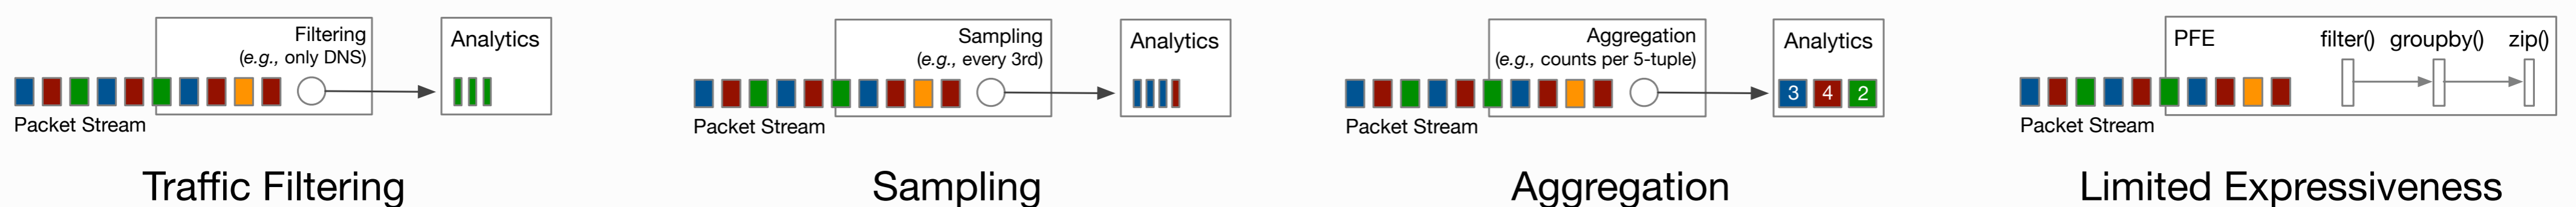 Filtering
(e.g., only DNS)
Analytics
Packet Stream
Traffic Filtering
Sampling
(e.g., every 3rd)
Analytics
Packet Stream
Sampling
Aggregation
(e.g., counts per 5-tuple)
Analytics
3 4 2
Packet Stream
Aggregation
PFE filter() groupby() zip()
Packet Stream
Limited Expressiveness